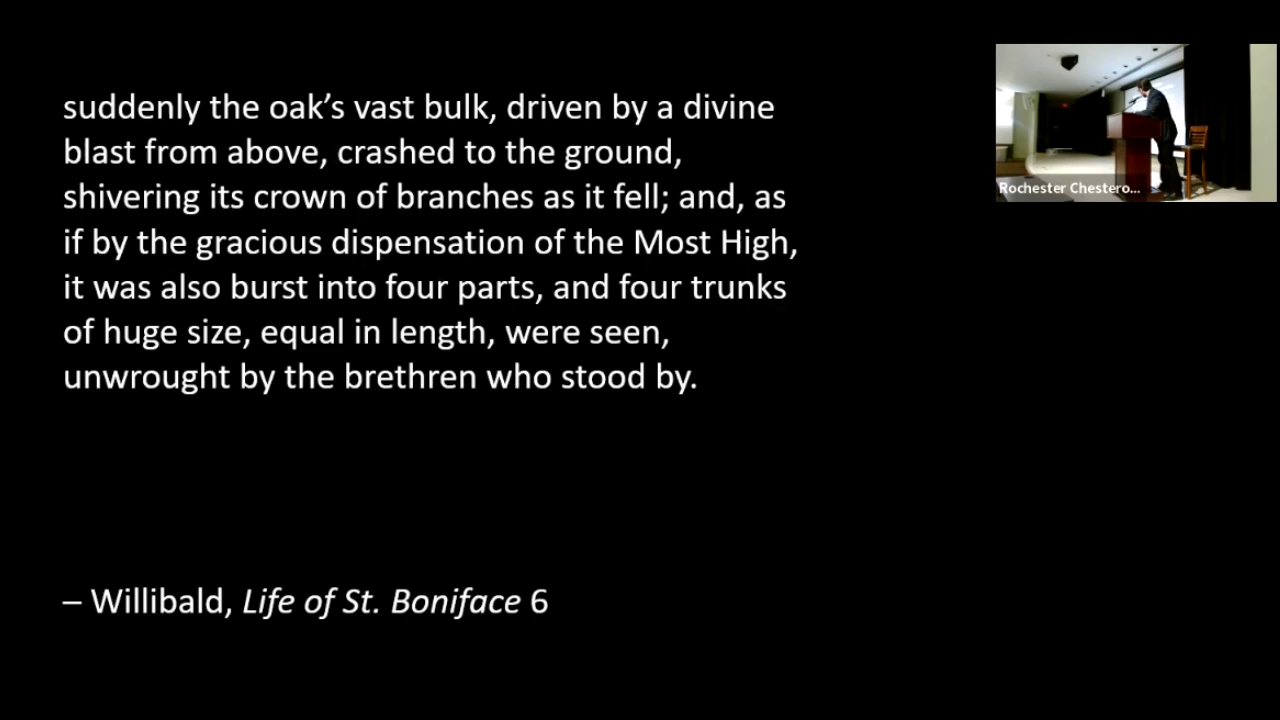 suddenly the oak’s vast bulk, driven by a divine
blast from above, crashed to the ground,
shivering its crown of branches as it fell; and, as
if by the gracious dispensation of the Most High,
it was also burst into four parts, and four trunks
of huge size, equal in length, were seen,
unwrought by the brethren who stood by.
– Willibald, Life of St. Boniface 6
Rochester Chestero...